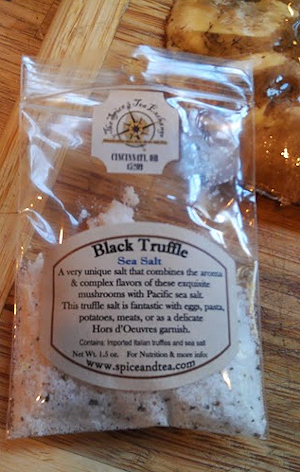 The Spice & Tea Exchange
CINCINNATI, OH
45209
Black Truffle
Sea Salt
A very unique salt that combines the aroma
& complex flavors of these exquisite
mushrooms with Pacific sea salt.
This truffle salt is fantastic with eggs, pasta,
potatoes, meats, or as a delicate
Hors d'Oeuvres garnish.
Contains: Imported Italian truffles and sea salt
Net Wt. 1.5 oz. For Nutrition & more info:
www.spiceandtea.com